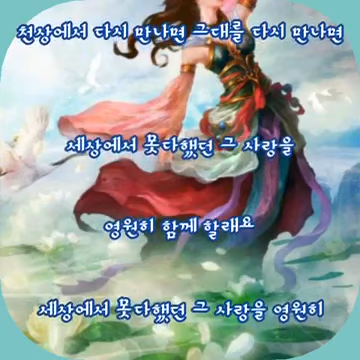 천상에서 다시 만나면 그대를 다시 만나면
세상에서 못다했던 그 사랑을
영원히 함께 할래요
세상에서 못다했던 그 사랑을 영원히